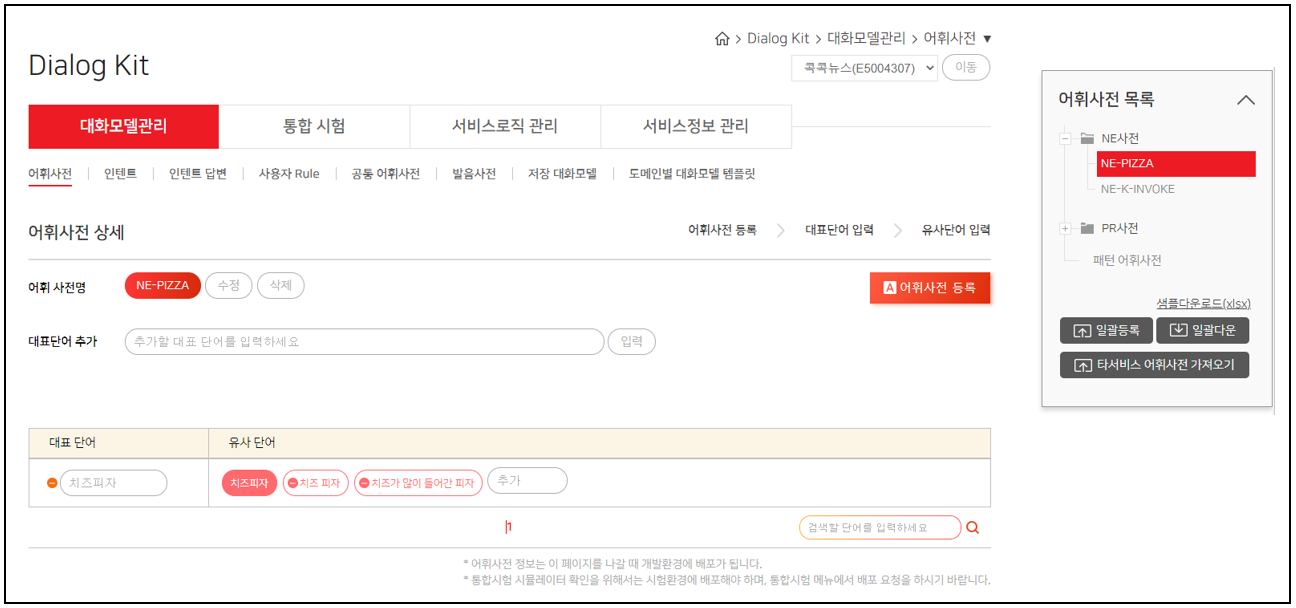 Dialog Kit > 대화모델관리 > 어휘사전 ▼
Dialog Kit
콕콕뉴스(E5004307) 이동
대화모델관리 통합 시험 서비스로직 관리 서비스정보 관리
어휘사전 인텐트 인텐트 답변 사용자 Rule 공통 어휘사전 발음사전 저장 대화모델 도메인별 대화모델 템플릿
어휘사전 상세 어휘사전 등록 대표단어 입력 유사단어 입력
어휘 사전명 NE-PIZZA 수정 삭제 A 어휘사전 등록
대표단어 추가 추가할 대표 단어를 입력하세요 입력
대표 단어 유사 단어
치즈피자 치즈피자 치즈 피자 치즈가 많이 들어간 피자 추가
1 검색할 단어를 입력하세요
* 어휘사전 정보는 이 페이지를 나갈 때 개발환경에 배포가 됩니다.
* 통합시험 시뮬레이터 확인을 위해서는 시험환경에 배포해야 하며, 통합시험 메뉴에서 배포 요청을 하시기 바랍니다.
어휘사전 목록
NE사전
NE-PIZZA
NE-K-INVOKE
PR사전
패턴 어휘사전
샘플다운로드(xlsx)
일괄등록 일괄다운
타서비스 어휘사전 가져오기